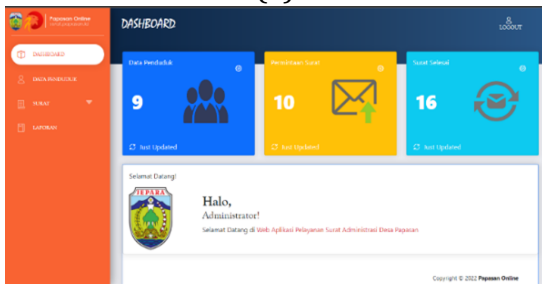 Papasan Online
DASHBOARD
LOGOUT
DASHBOARD
DATA PENDUDUK
SURAT
LAPORAN
Data Penduduk
9
Just Updated
Permintaan Surat
10
Just Updated
Surat Selesai
16
Just Updated
Selamat Datang!
JEPARA
Halo,
Administrator!
Selamat Datang di Web Aplikasi Pelayanan Surat Administrasi Desa Papasan
Copyright © 2022 Papasan Online